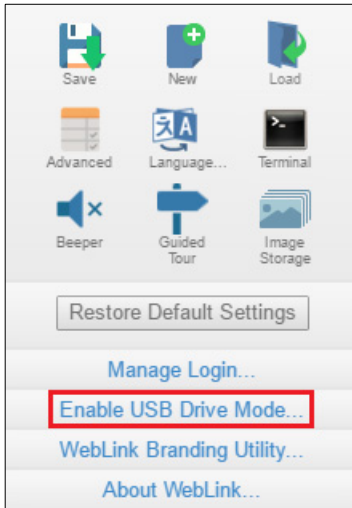 Save New Load
Advanced Language... Terminal
Beeper Guided Image
Tour Storage
Restore Default Settings
Manage Login...
Enable USB Drive Mode...
WebLink Branding Utility...
About WebLink...